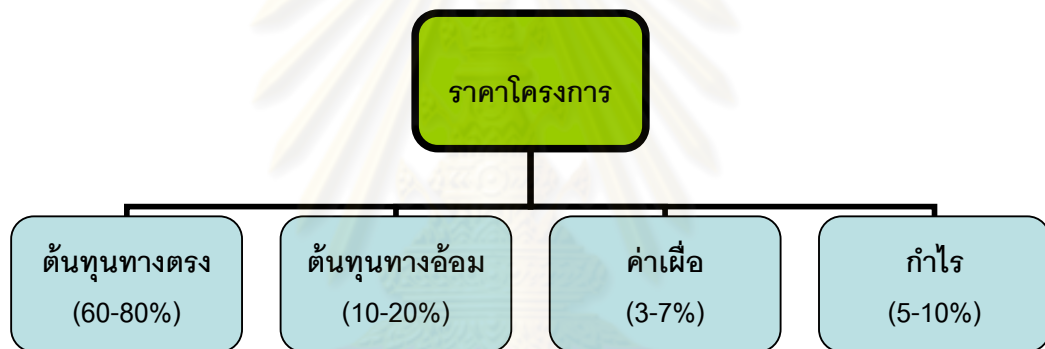 ราคาโครงการ
ต้นทุนทางตรง
(60-80%)
ต้นทุนทางอ้อม
(10-20%)
ค่าเผื่อ
(3-7%)
กำไร
(5-10%)